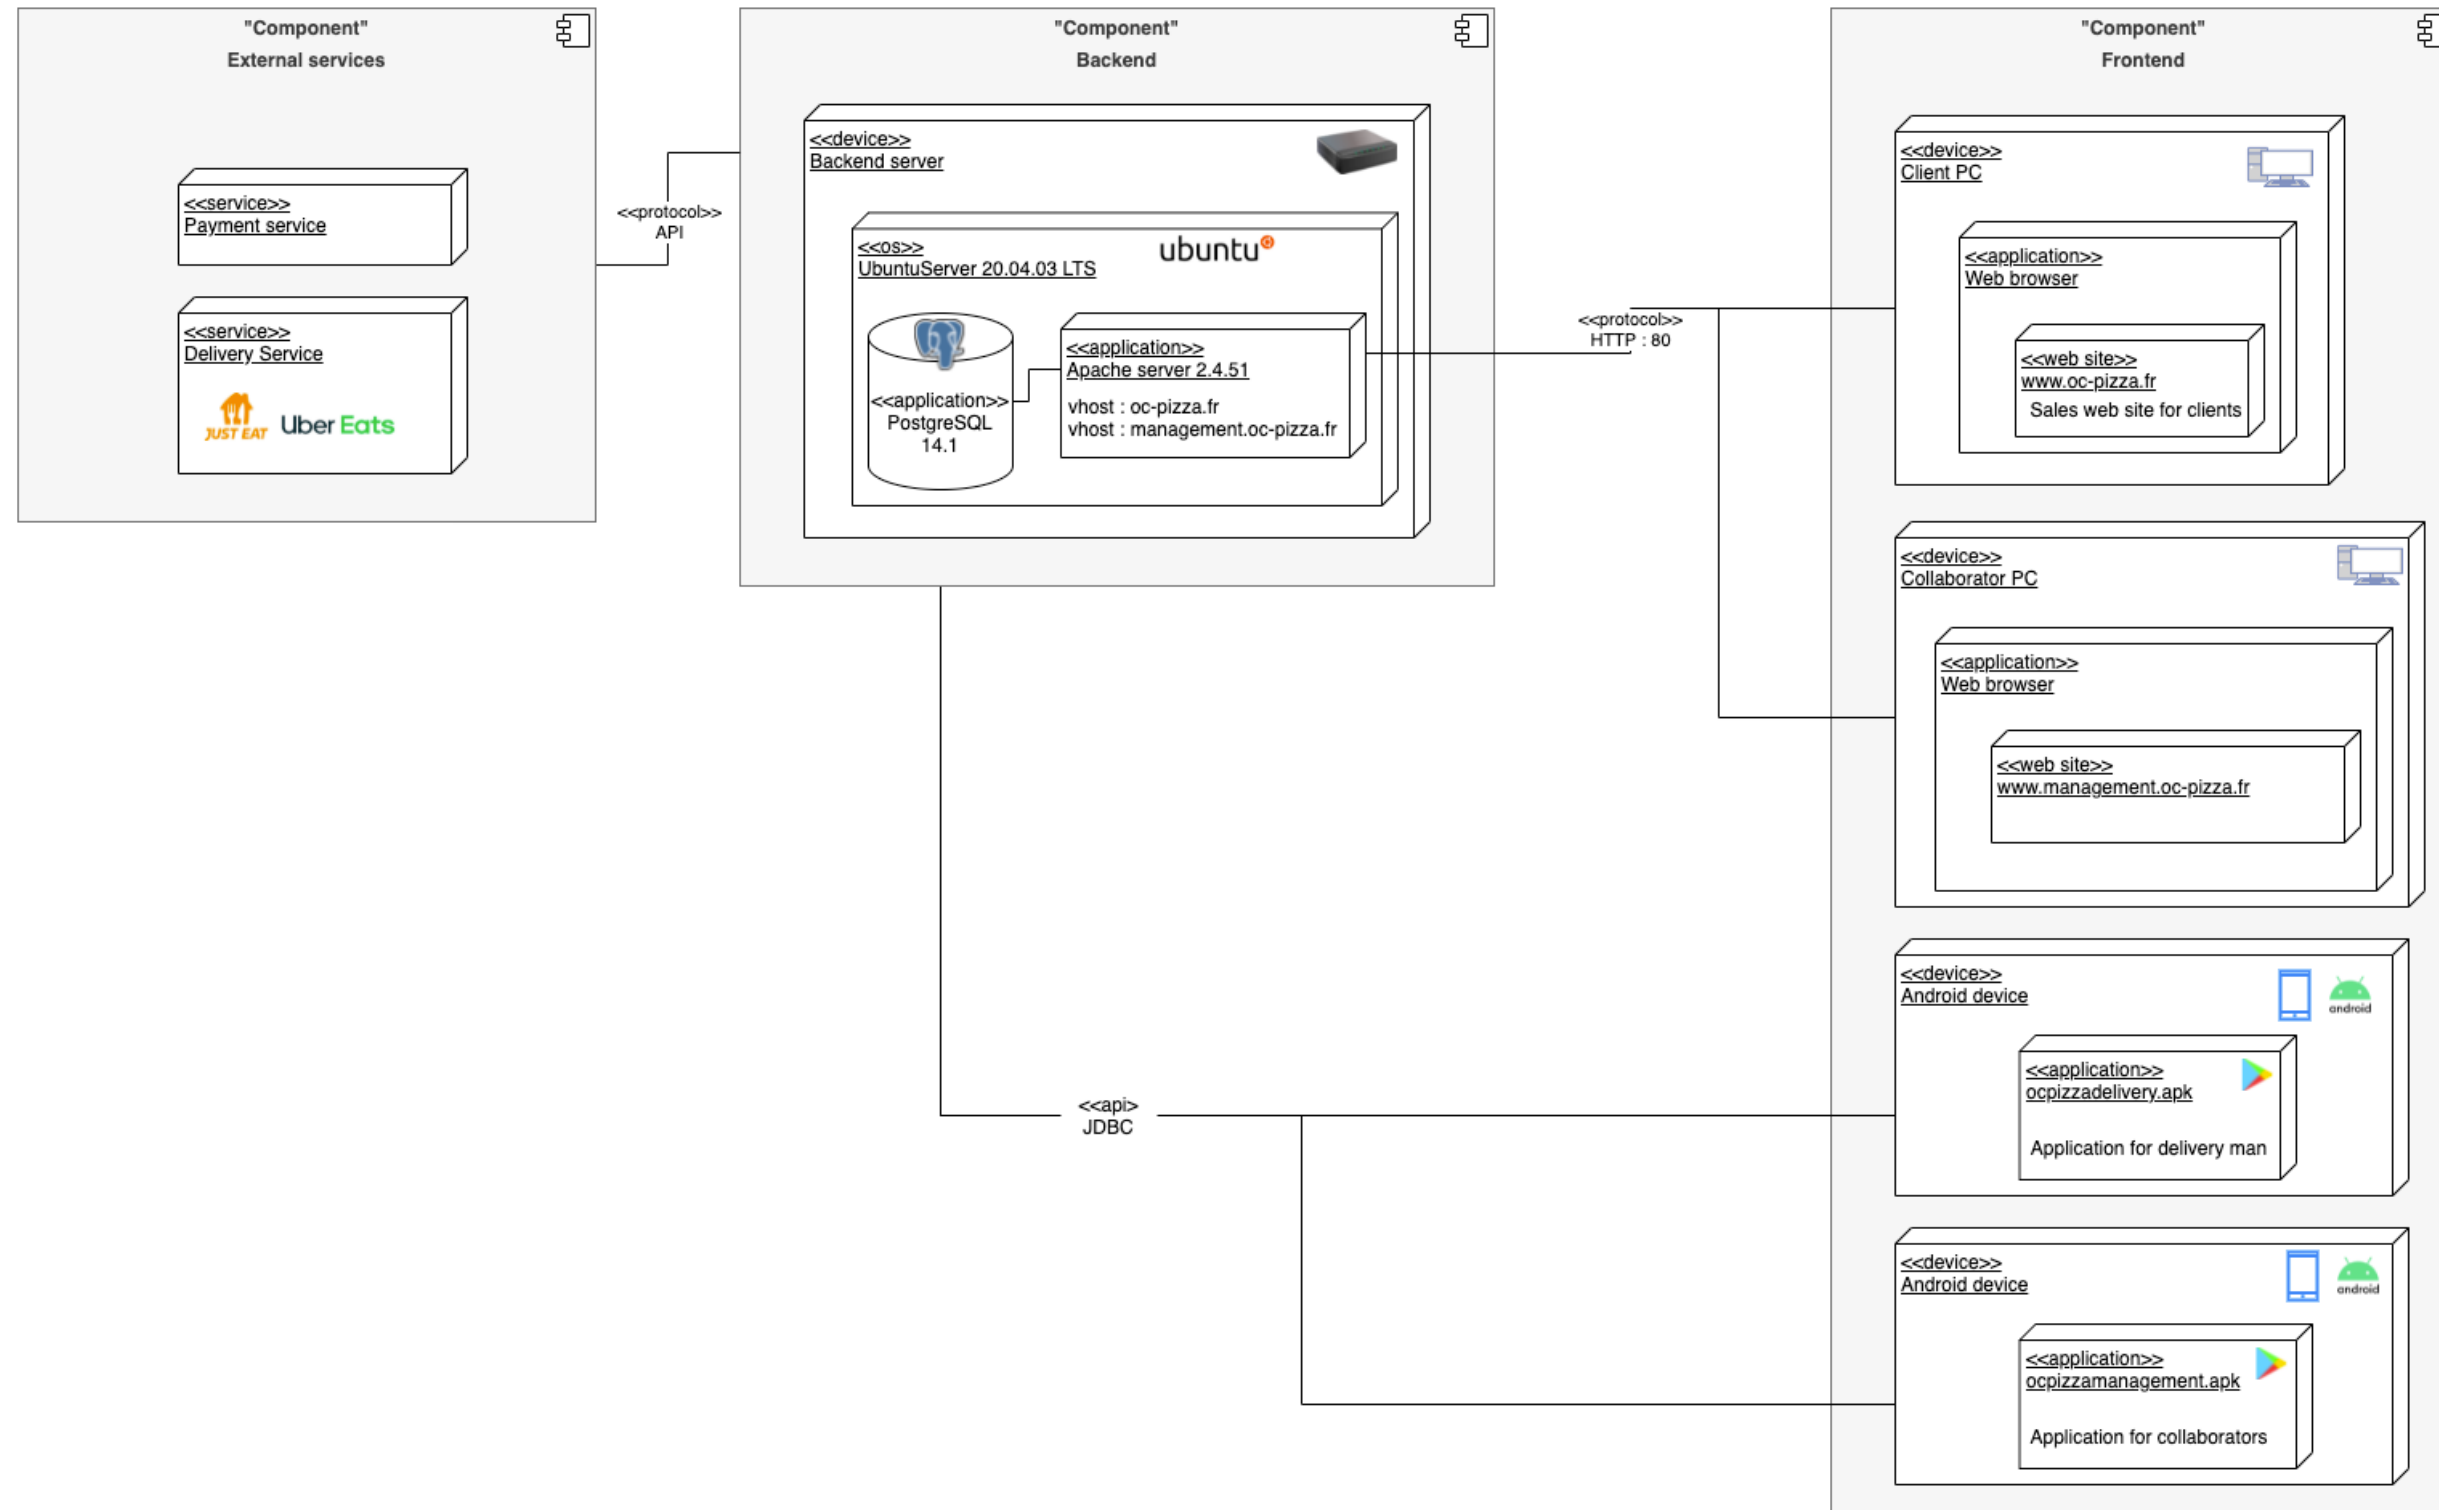 "Component"
External services
<<service>>
Payment service
<<service>>
Delivery Service
JUST EAT
Uber Eats
<<protocol>>
API
"Component"
Backend
<<device>>
Backend server
<<os>>
UbuntuServer 20.04.03 LTS
ubuntu
<<application>>
PostgreSQL
14.1
<<application>>
Apache server 2.4.51
vhost : oc-pizza.fr
vhost : management.oc-pizza.fr
<<protocol>>
HTTP : 80
<<api>
JDBC
"Component"
Frontend
<<device>>
Client PC
<<application>>
Web browser
<<web site>>
www.oc-pizza.fr
Sales web site for clients
<<device>>
Collaborator PC
<<application>>
Web browser
<<web site>>
www.management.oc-pizza.fr
<<device>>
Android device
android
<<application>>
ocpizzadelivery.apk
Application for delivery man
<<device>>
Android device
android
<<application>>
ocpizzamanagement.apk
Application for collaborators